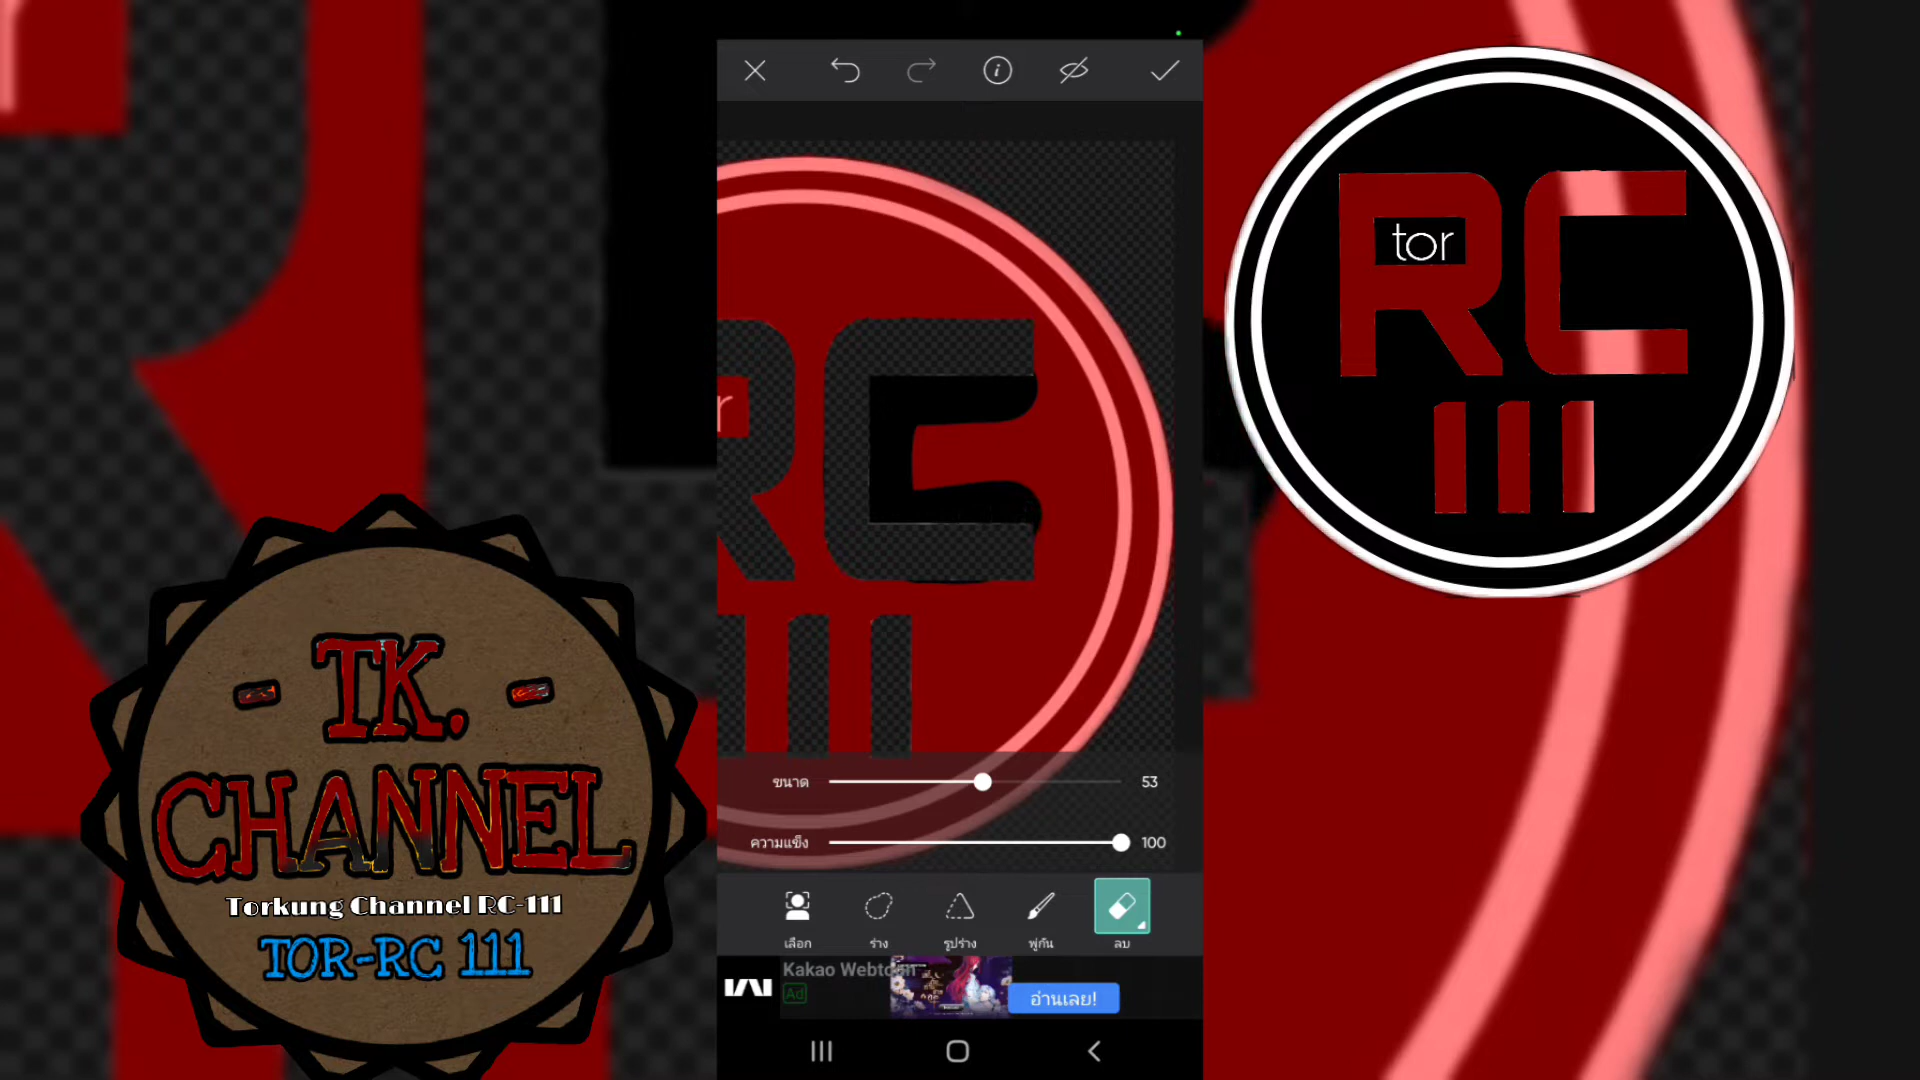 tor
RC
111
r
RC
111
- TK. -
CHANNEL
Torkung Channel RC-111
TOR-RC 111
ขนาด 53
ความแข็ง 100
เลือก ร่าง รูปร่าง พู่กัน ลบ
Kakao Webtoon
Ad
อ่านเลย!